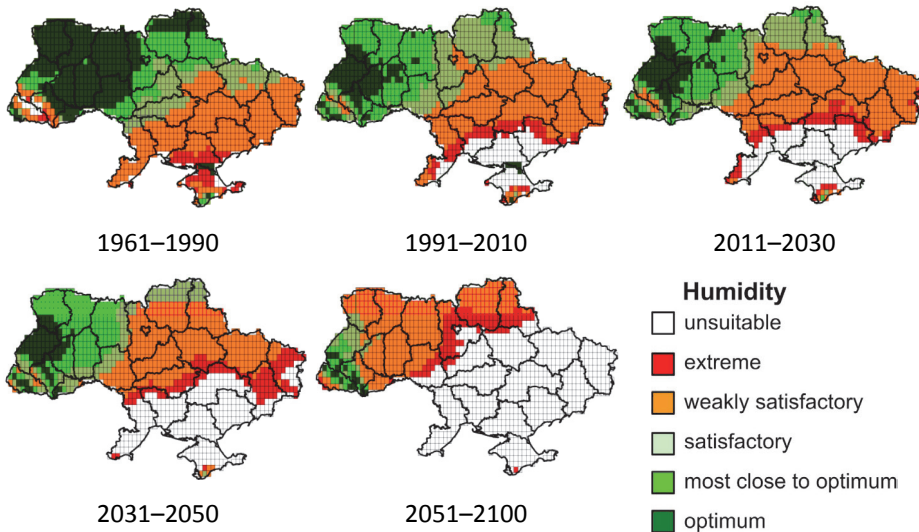 1961–1990
1991–2010
2011–2030
2031–2050
2051–2100
Humidity
unsuitable
extreme
weakly satisfactory
satisfactory
most close to optimum
optimum